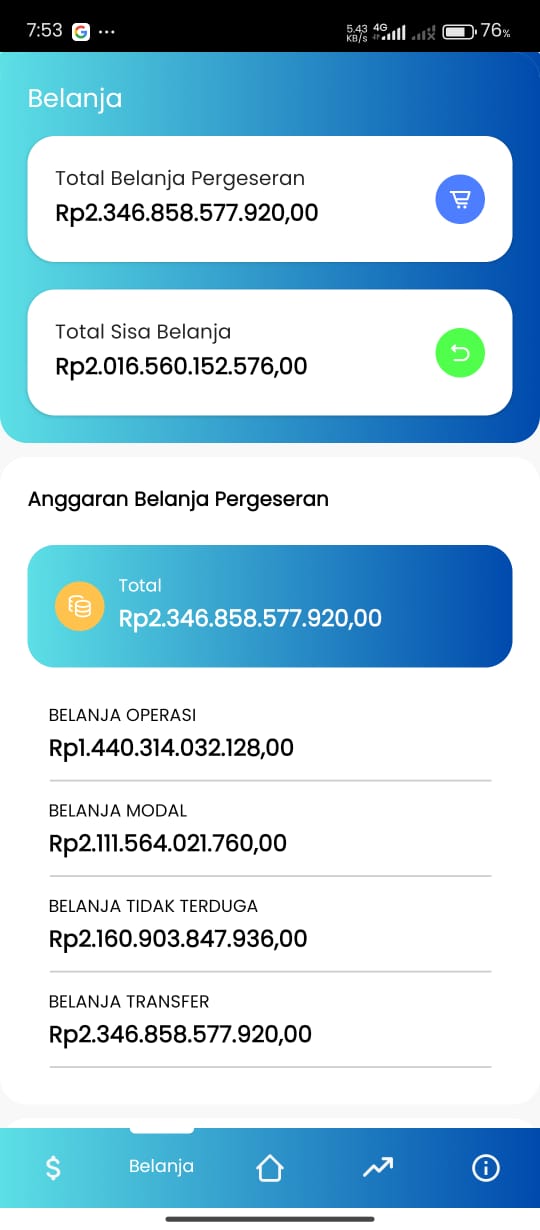 7:53 G ... 5.43 KB/s 4G 76%
Belanja
Total Belanja Pergeseran
Rp2.346.858.577.920,00
Total Sisa Belanja
Rp2.016.560.152.576,00
Anggaran Belanja Pergeseran
Total
Rp2.346.858.577.920,00
BELANJA OPERASI
Rp1.440.314.032.128,00
BELANJA MODAL
Rp2.111.564.021.760,00
BELANJA TIDAK TERDUGA
Rp2.160.903.847.936,00
BELANJA TRANSFER
Rp2.346.858.577.920,00
$ Belanja